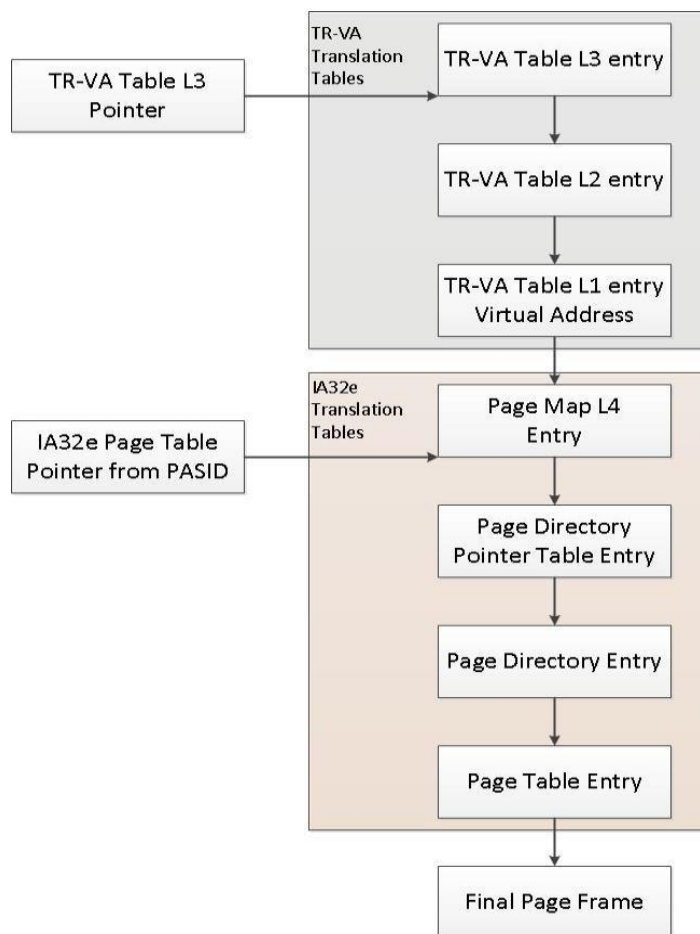 TR-VA
Translation
Tables
TR-VA Table L3 entry
TR-VA Table L3
Pointer
TR-VA Table L2 entry
TR-VA Table L1 entry
Virtual Address
IA32e
Translation
Tables
Page Map L4
Entry
IA32e Page Table
Pointer from PASID
Page Directory
Pointer Table Entry
Page Directory Entry
Page Table Entry
Final Page Frame